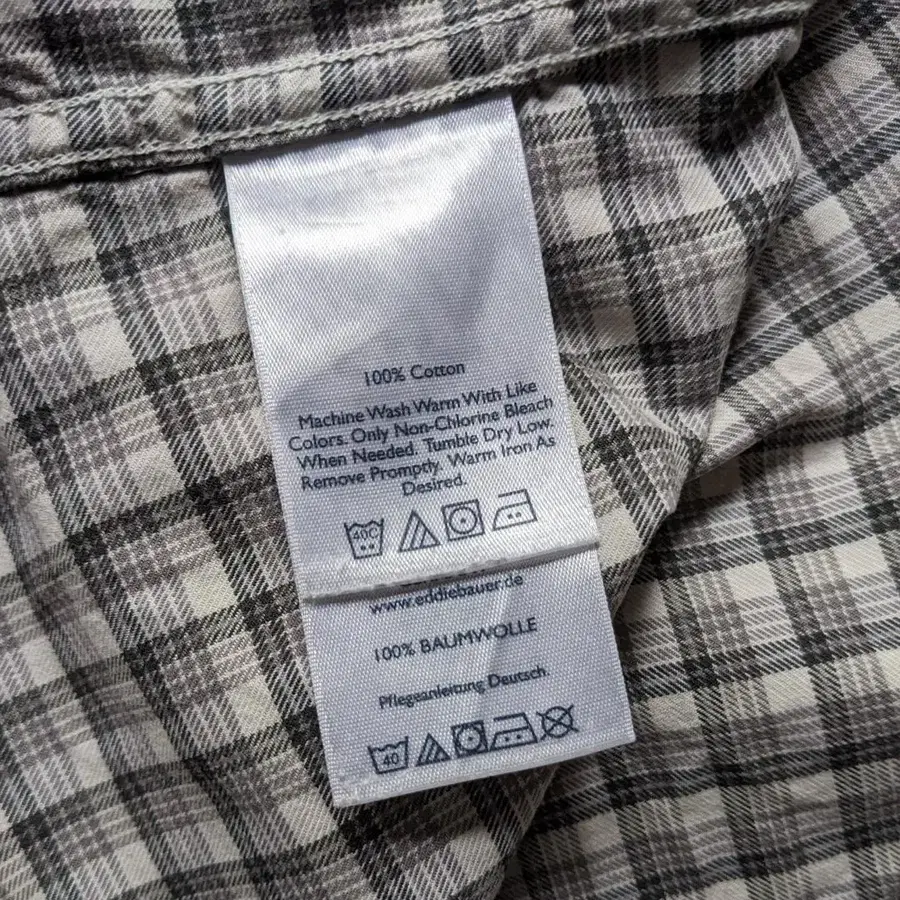 100% Cotton
Machine Wash Warm With Like
Colors. Only Non-Chlorine Bleach
When Needed. Tumble Dry Low.
Remove Promptly. Warm Iron As
Desired.
40C
www.eddiebauer.de
100% BAUMWOLLE
Pflegeanleitung Deutsch.
40